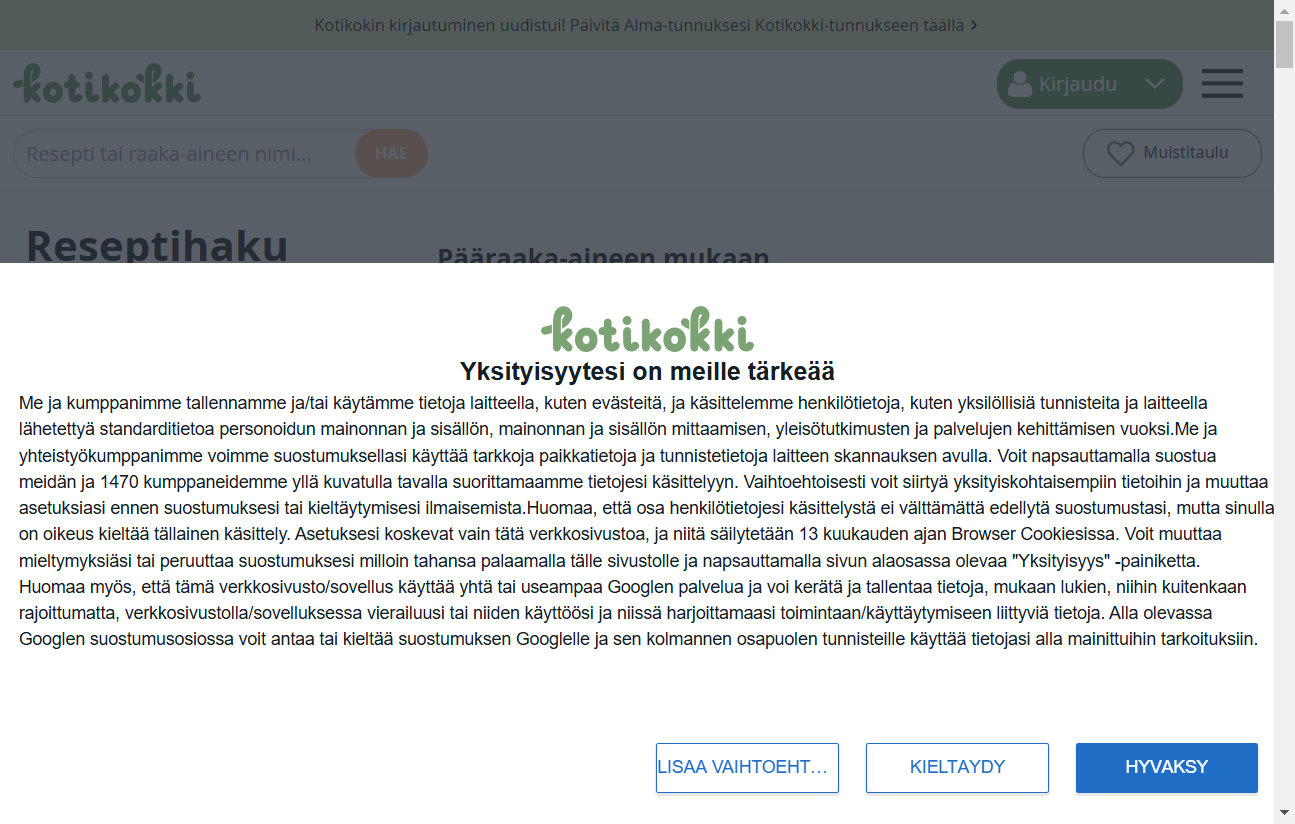 Kotikokin kirjautuminen uudistui! Päivitä Alma-tunnuksesi Kotikokki-tunnukseen täällä
kotikokki
Kirjaudu
Resepti tai raaka-aineen nimi...
HAE
Muistitaulu
Reseptihaku
Pääraaka-aineen mukaan
kotikokki
Yksityisyytesi on meille tärkeää
Me ja kumppanimme tallennamme ja/tai käytämme tietoja laitteella, kuten evästeitä, ja käsittelemme henkilötietoja, kuten yksilöllisiä tunnisteita ja laitteella
lähetettyä standarditietoa personoidun mainonnan ja sisällön, mainonnan ja sisällön mittaamisen, yleisötutkimusten ja palvelujen kehittämisen vuoksi.Me ja
yhteistyökumppanimme voimme suostumuksellasi käyttää tarkkoja paikkatietoja ja tunnistetietoja laitteen skannauksen avulla. Voit napsauttamalla suostua
meidän ja 1470 kumppaneidemme yllä kuvatulla tavalla suorittamaamme tietojesi käsittelyyn. Vaihtoehtoisesti voit siirtyä yksityiskohtaisempiin tietoihin ja muuttaa
asetuksiasi ennen suostumuksesi tai kieltäytymisesi ilmaisemista.Huomaa, että osa henkilötietojesi käsittelystä ei välttämättä edellytä suostumustasi, mutta sinulla
on oikeus kieltää tällainen käsittely. Asetuksesi koskevat vain tätä verkkosivustoa, ja niitä säilytetään 13 kuukauden ajan Browser Cookiesissa. Voit muuttaa
mieltymyksiäsi tai peruuttaa suostumuksesi milloin tahansa palaamalla tälle sivustolle ja napsauttamalla sivun alaosassa olevaa "Yksityisyys" -painiketta.
Huomaa myös, että tämä verkkosivusto/sovellus käyttää yhtä tai useampaa Googlen palvelua ja voi kerätä ja tallentaa tietoja, mukaan lukien, niihin kuitenkaan
rajoittumatta, verkkosivustolla/sovelluksessa vierailuusi tai niiden käyttöösi ja niissä harjoittamaasi toimintaan/käyttäytymiseen liittyviä tietoja. Alla olevassa
Googlen suostumusosiossa voit antaa tai kieltää suostumuksen Googlelle ja sen kolmannen osapuolen tunnisteille käyttää tietojasi alla mainittuihin tarkoituksiin.
LISAA VAIHTOEHT...
KIELTAYDY
HYVAKSY